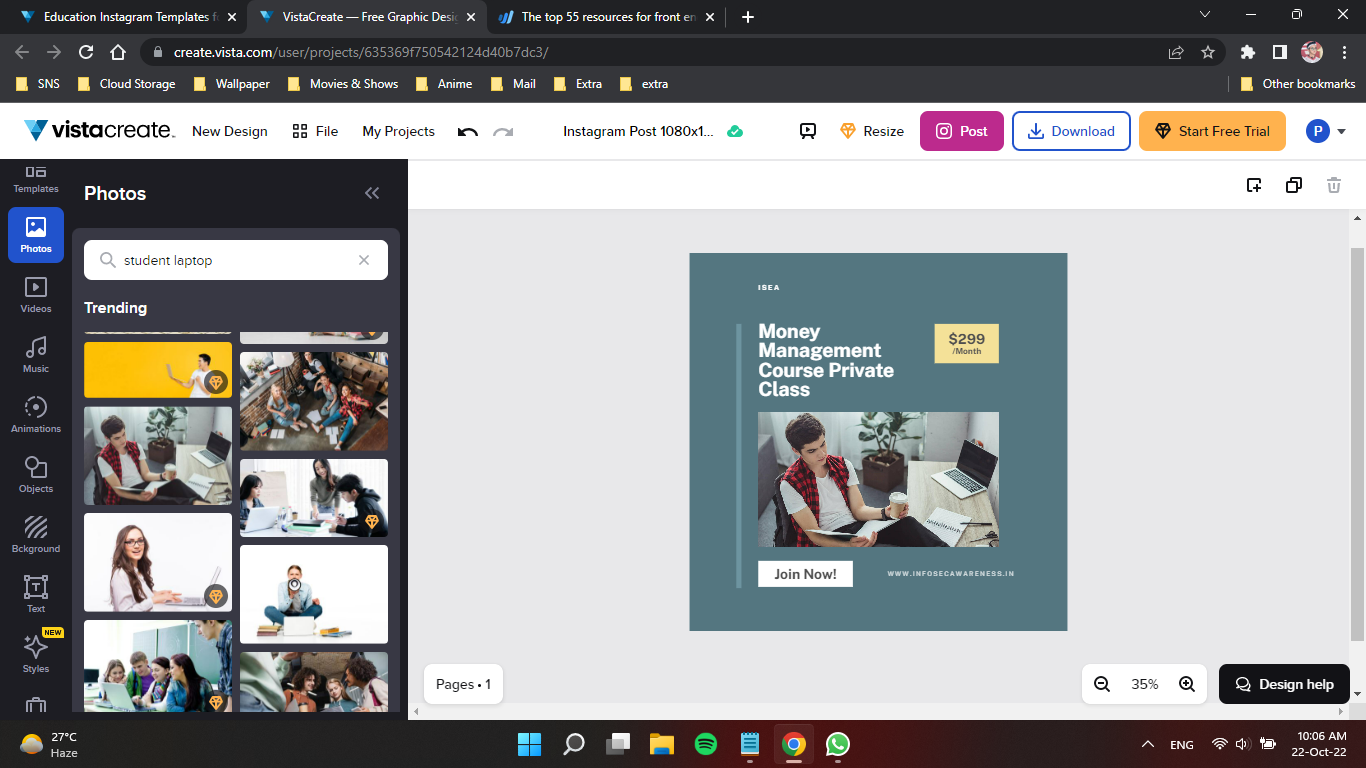 Education Instagram Templates f
VistaCreate — Free Graphic Desi
The top 55 resources for front en
create.vista.com/user/projects/635369f750542124d40b7dc3/
SNS
Cloud Storage
Wallpaper
Movies & Shows
Anime
Mail
Extra
extra
Other bookmarks
vistacreate
New Design
File
My Projects
Instagram Post 1080x1...
Resize
Post
Download
Start Free Trial
P
Templates
Photos
Videos
Music
Animations
Objects
Bckground
Text
NEW
Styles
Photos
student laptop
Trending
ISEA
Money
Management
Course Private
Class
$299
/Month
Join Now!
WWW.INFOSECAWARENESS.IN
Pages • 1
35%
Design help
27°C
Haze
ENG
10:06 AM
22-Oct-22